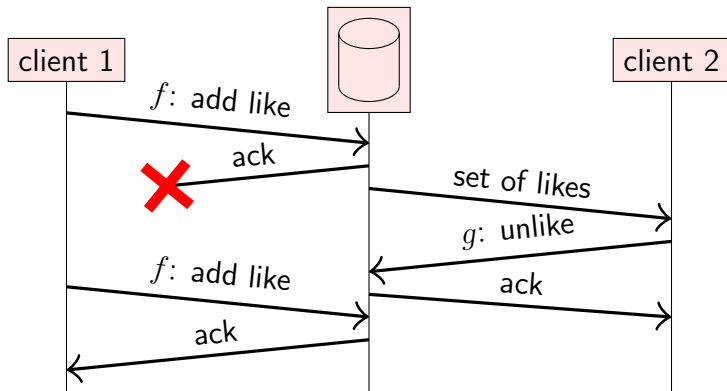 client 1
client 2
f: add like
ack
set of likes
g: unlike
f: add like
ack
ack